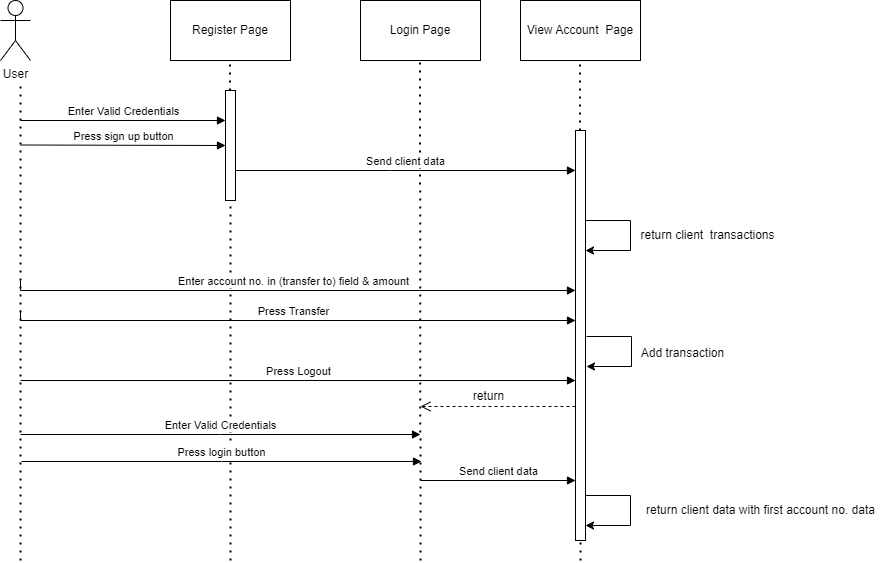 Register Page
Login Page
View Account  Page
User
Enter Valid Credentials
Press sign up button
Send client data
return client  transactions
Enter account no. in (transfer to) field & amount
Press Transfer
Add transaction
Press Logout
return
Enter Valid Credentials
Press login button
Send client data
return client data with first account no. data